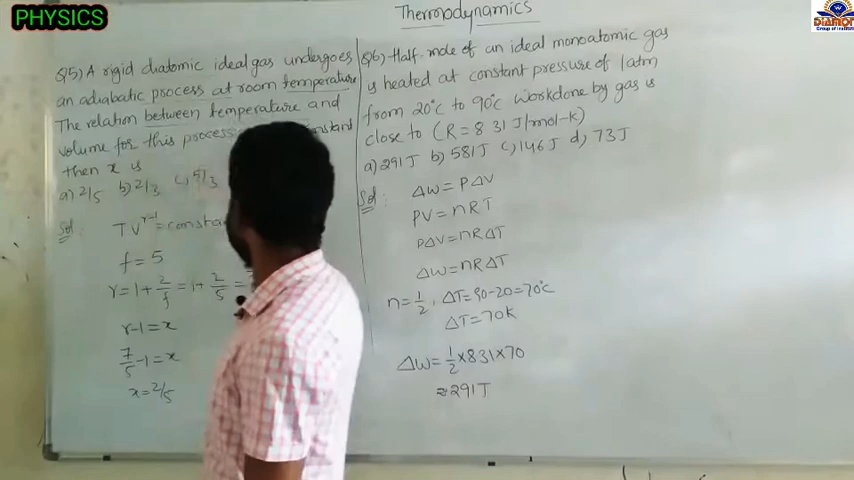 PHYSICS
Thermodynamics
DIAMOND
Q5) A rigid diatomic ideal gas undergoes
an adiabatic process at room temperature
The relation between temperature and
volume for this process constant
then x is
a) 2/5 b) 2/3 c) 5/3
Sol: TV^r-1 = consta
f = 5
r = 1 + 2/f = 1 + 2/5 =
r-1 = x
7/5 - 1 = x
x = 2/5
Q6) Half mole of an ideal monoatomic gas
is heated at constant pressure of 1atm
from 20°c to 90°c workdone by gas is
close to (R = 8 31 J/mol-k)
a) 291J b) 581J c) 146J d) 73J
Sol: ΔW = PΔV
PV = nRT
PΔV = nRΔT
ΔW = nRΔT
n = 1/2, ΔT = 90-20 = 70°c
ΔT = 70k
ΔW = 1/2 × 831 × 70
≈ 291J